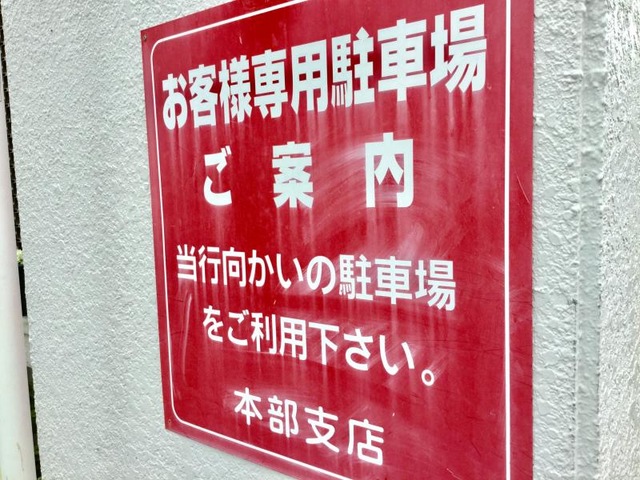 お客様専用駐車場
ご案内
当行向かいの駐車場
をご利用下さい。
本部支店